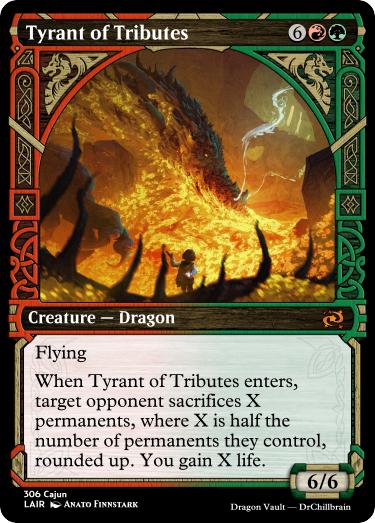 Tyrant of Tributes 6
Creature — Dragon
Flying
When Tyrant of Tributes enters,
target opponent sacrifices X
permanents, where X is half the
number of permanents they control,
rounded up. You gain X life.
6/6
306 Cajun
LAIR Anato Finnstark
Dragon Vault — DrChillbrain